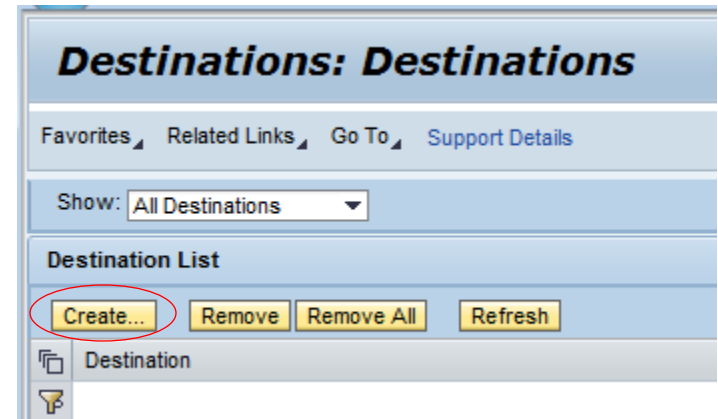 Destinations: Destinations
Favorites Related Links Go To Support Details
Show: All Destinations
Destination List
Create... Remove Remove All Refresh
Destination